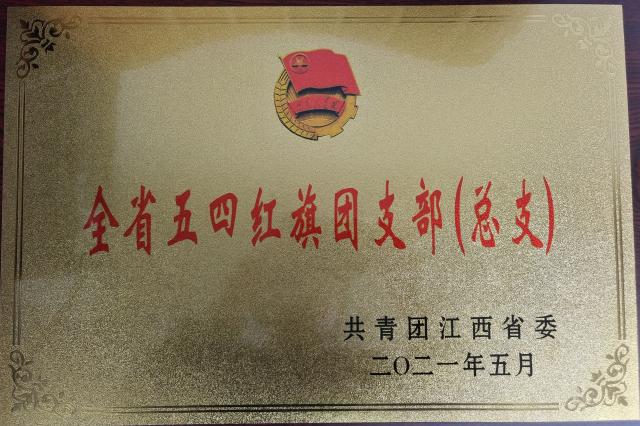 全省五四红旗团支部(总支)
共青团江西省委
二〇二一年五月